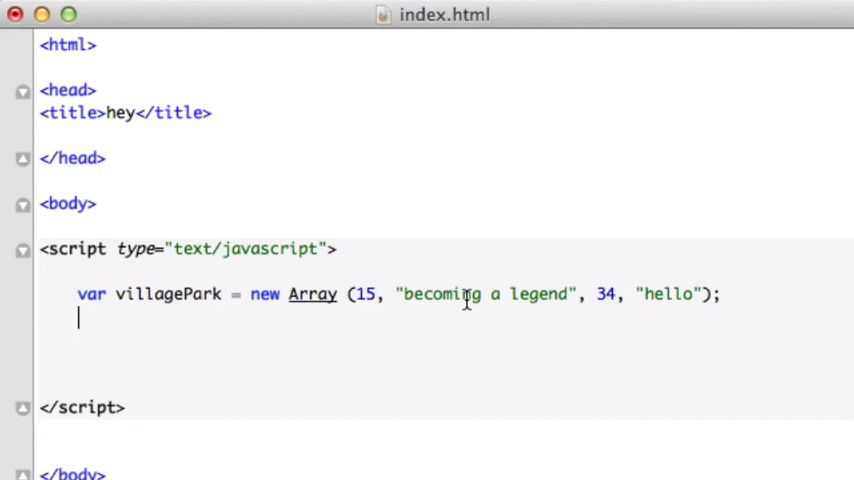 index.html
<html>
<head>
<title>hey</title>
</head>
<body>
<script type="text/javascript">
var villagePark = new Array (15, "becoming a legend", 34, "hello");
</script>
</body>